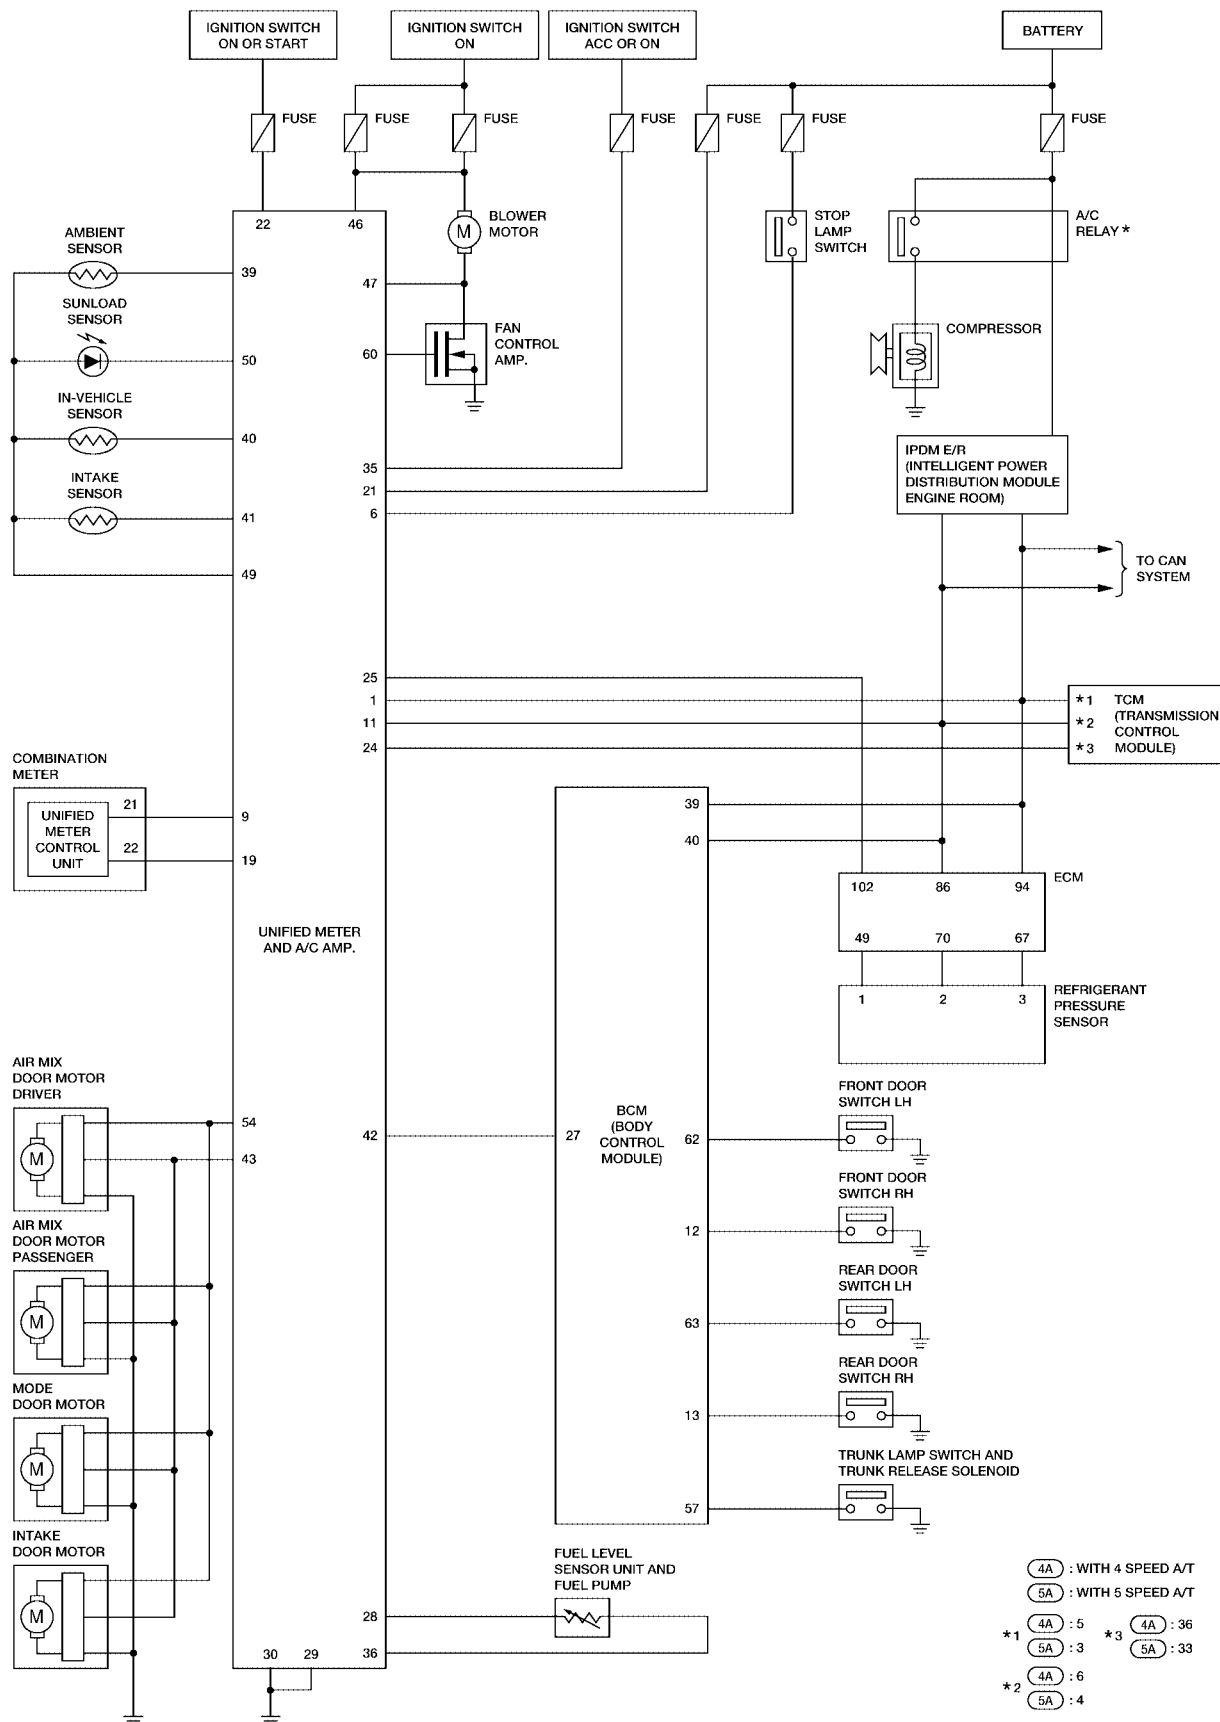 IGNITION SWITCH
ON OR START
IGNITION SWITCH
ON
IGNITION SWITCH
ACC OR ON
BATTERY
FUSE
FUSE
FUSE
FUSE
FUSE
FUSE
FUSE
22
46
BLOWER
MOTOR
M
STOP
LAMP
SWITCH
A/C
RELAY *
AMBIENT
SENSOR
39
47
SUNLOAD
SENSOR
50
60
FAN
CONTROL
AMP.
COMPRESSOR
IN-VEHICLE
SENSOR
40
35
21
6
IPDM E/R
(INTELLIGENT POWER
DISTRIBUTION MODULE
ENGINE ROOM)
INTAKE
SENSOR
41
49
TO CAN
SYSTEM
25
1
11
24
*1
*2
*3
TCM
(TRANSMISSION
CONTROL
MODULE)
COMBINATION
METER
UNIFIED
METER
CONTROL
UNIT
21
22
9
19
39
40
102
86
94
ECM
49
70
67
UNIFIED METER
AND A/C AMP.
1
2
3
REFRIGERANT
PRESSURE
SENSOR
AIR MIX
DOOR MOTOR
DRIVER
M
54
43
42
27
BCM
(BODY
CONTROL
MODULE)
62
FRONT DOOR
SWITCH LH
12
FRONT DOOR
SWITCH RH
AIR MIX
DOOR MOTOR
PASSENGER
M
63
REAR DOOR
SWITCH LH
13
REAR DOOR
SWITCH RH
MODE
DOOR MOTOR
M
57
TRUNK LAMP SWITCH AND
TRUNK RELEASE SOLENOID
INTAKE
DOOR MOTOR
M
FUEL LEVEL
SENSOR UNIT AND
FUEL PUMP
28
36
30
29
4A : WITH 4 SPEED A/T
5A : WITH 5 SPEED A/T
*1
4A : 5
5A : 3
*3
4A : 36
5A : 33
*2
4A : 6
5A : 4